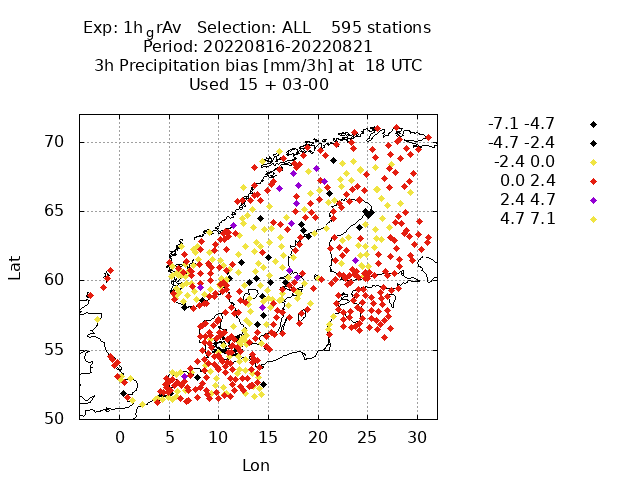 Exp: 1hgrAv   Selection: ALL    595 stations
Period: 20220816-20220821
3h Precipitation bias [mm/3h] at  18 UTC
Used  15 + 03-00
-7.1 -4.7
-4.7 -2.4
-2.4 0.0
0.0 2.4
2.4 4.7
4.7 7.1
70
65
60
55
50
Lat
0 5 10 15 20 25 30
Lon